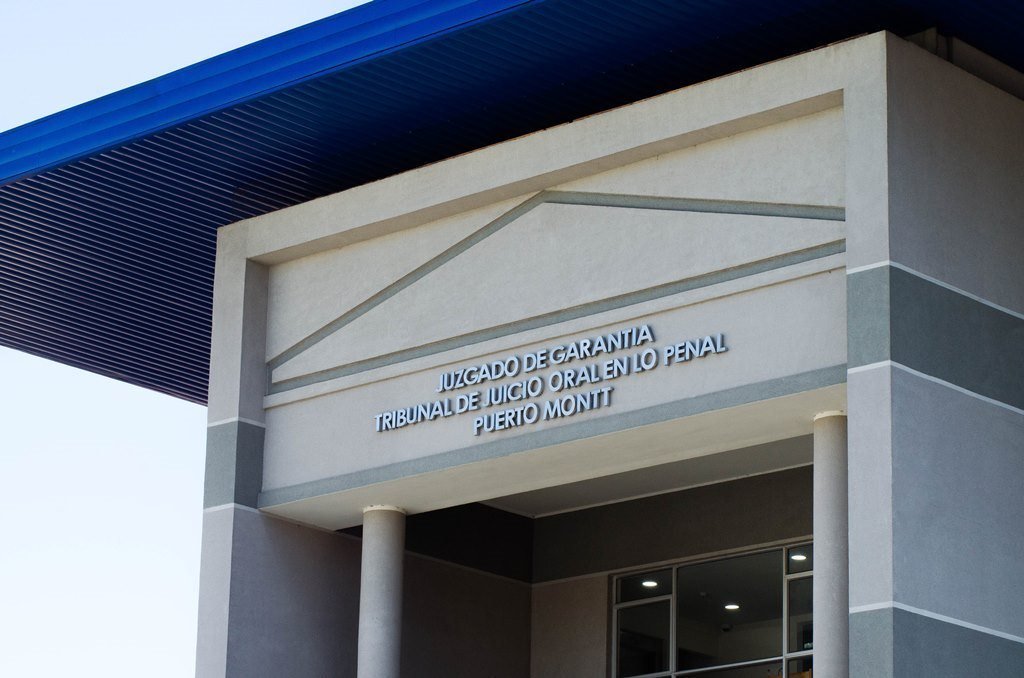 JUZGADO DE GARANTIA
TRIBUNAL DE JUICIO ORAL EN LO PENAL
PUERTO MONTT